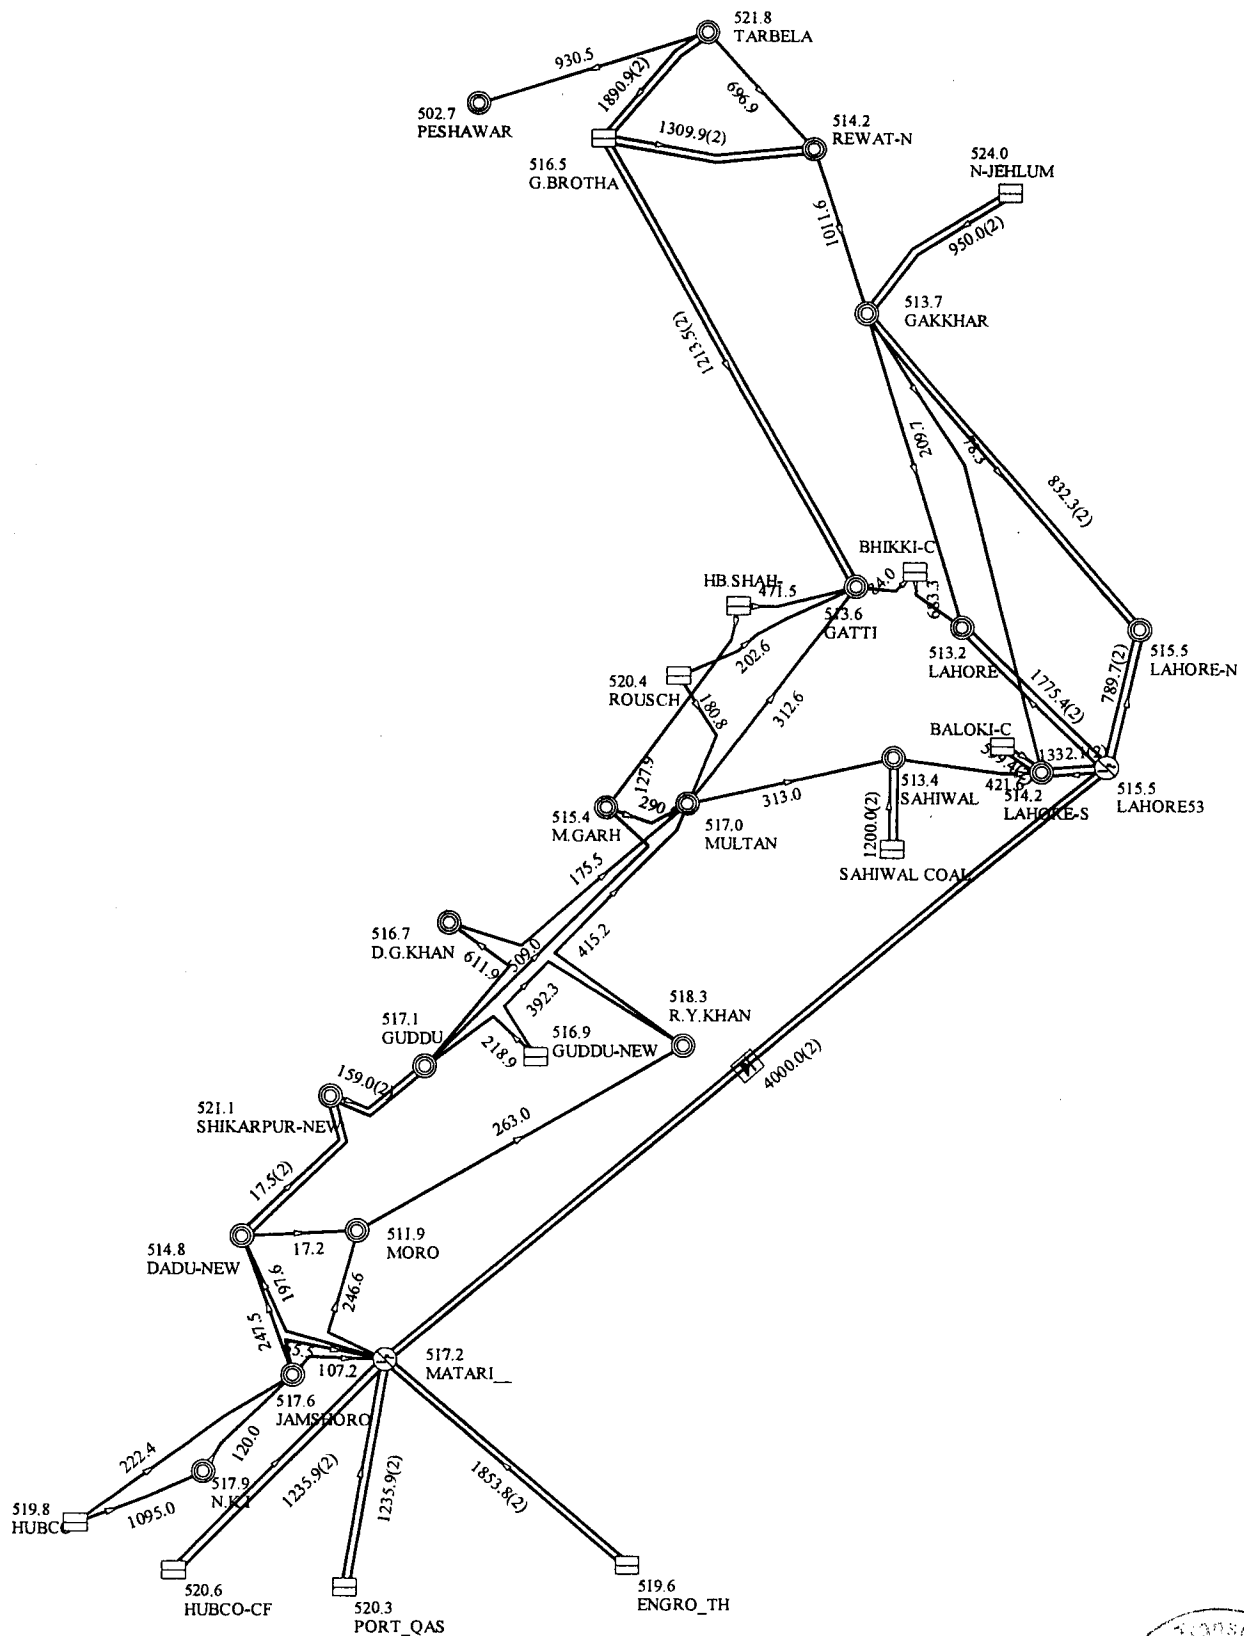 521.8
TARBELA
930.5
1890.9(2)
696.9
502.7
PESHAWAR
1309.9(2)
514.2
REWAT-N
516.5
G.BROTHA
524.0
N-JEHLUM
1011.6
950.0(2)
513.7
GAKKHAR
1213.5(2)
209.7
78.3
832.3(2)
BHIKKI-C
84.0
683.3
HB.SHAH-
471.5
513.6
GATTI
202.6
513.2
LAHORE
515.5
LAHORE-N
520.4
ROUSCH
180.8
312.6
1775.4(2)
789.7(2)
BALOKI-C
1332.1(2)
127.9
290
313.0
513.4
SAHIWAL
421.6
514.2
LAHORE-S
515.5
LAHORE53
515.4
M.GARH
517.0
MULTAN
1200.0(2)
SAHIWAL COAL
175.5
516.7
D.G.KHAN
611.9
509.0
415.2
392.3
518.3
R.Y.KHAN
517.1
GUDDU
218.9
516.9
GUDDU-NEW
4000.0(2)
159.0(2)
521.1
SHIKARPUR-NEW
263.0
17.5(2)
514.8
DADU-NEW
17.2
511.9
MORO
197.6
247.5
246.6
107.2
517.2
MATARI__
517.6
JAMSHORO
222.4
120.0
517.9
N.K.I
1235.9(2)
1235.9(2)
1853.8(2)
519.8
HUBCO
1095.0
520.6
HUBCO-CF
520.3
PORT_QAS
519.6
ENGRO_TH